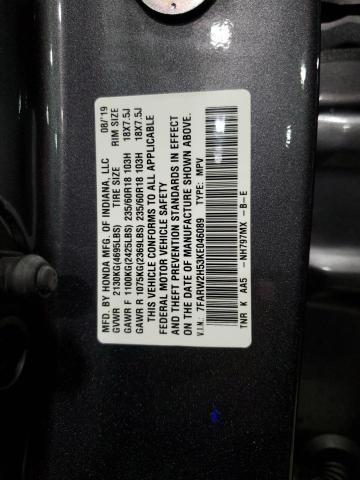 MFD. BY HONDA MFG. OF INDIANA, LLC 08/'19
GVWR 2130KG(4695LBS) TIRE SIZE RIM SIZE
GAWR F 1100KG(2425LBS) 235/60R18 103H 18X7.5J
GAWR R 1075KG(2369LBS) 235/60R18 103H 18X7.5J
THIS VEHICLE CONFORMS TO ALL APPLICABLE
FEDERAL MOTOR VEHICLE SAFETY
AND THEFT PREVENTION STANDARDS IN EFFECT
ON THE DATE OF MANUFACTURE SHOWN ABOVE.
V.I.N.: 7FARW2H53KE046089 TYPE: MPV
TNR K AA5 -NH797MX -B-E